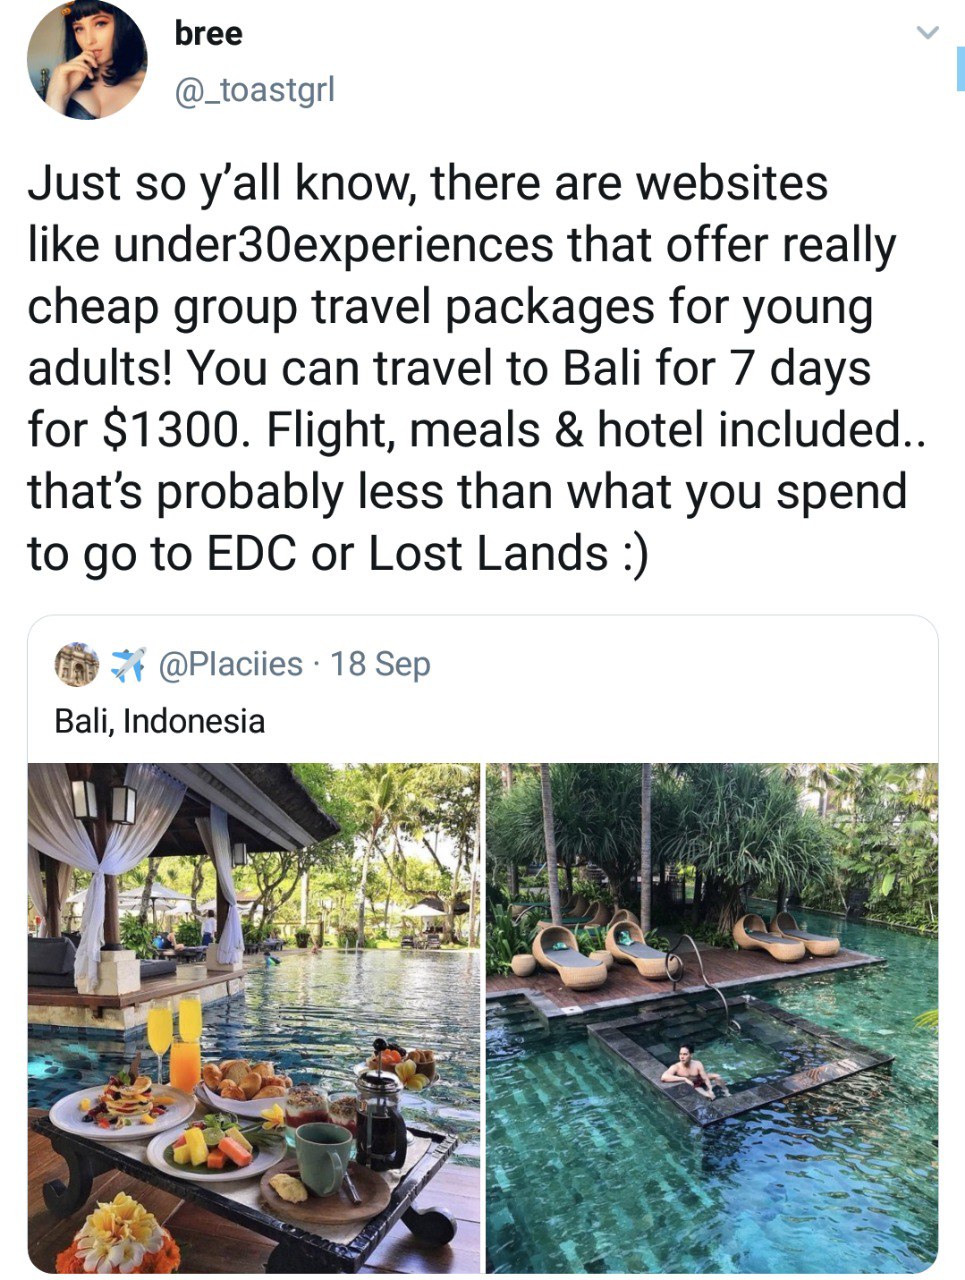 bree
@_toastgrl
Just so y’all know, there are websites
like under30experiences that offer really
cheap group travel packages for young
adults! You can travel to Bali for 7 days
for $1300. Flight, meals & hotel included..
that’s probably less than what you spend
to go to EDC or Lost Lands :)
@Placiies · 18 Sep
Bali, Indonesia